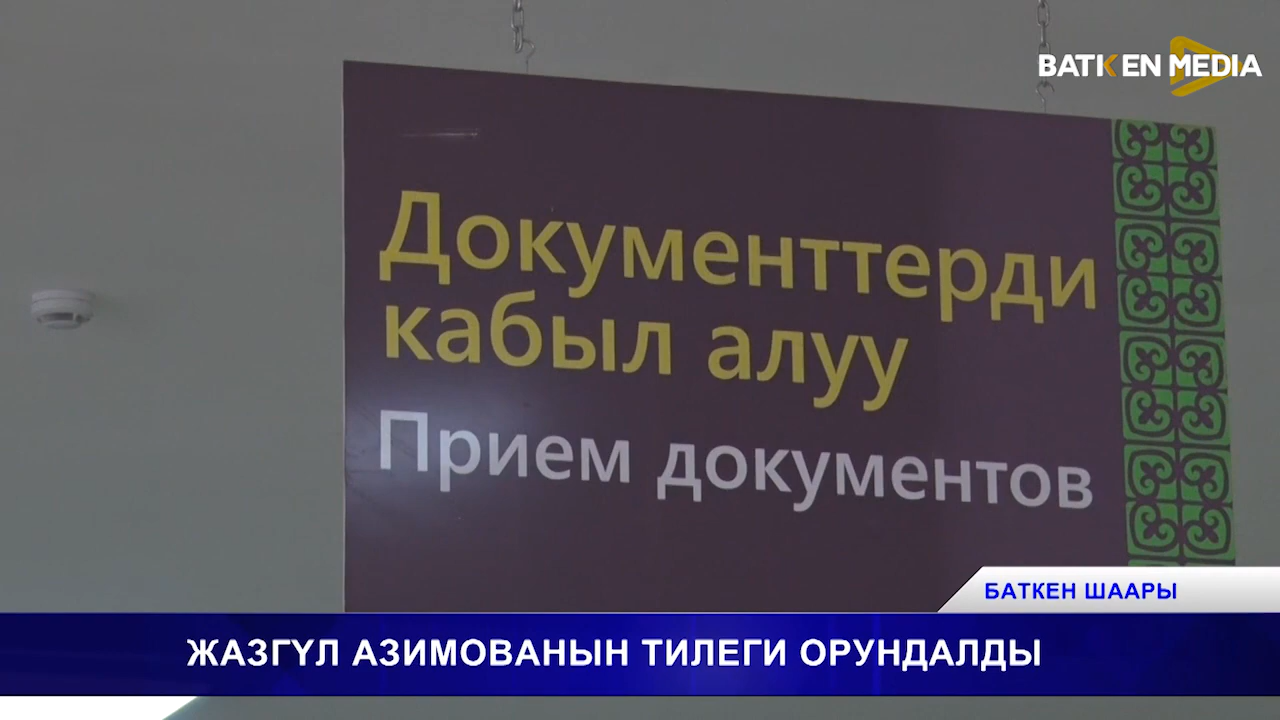 BATKEN MEDIA
Документтерди
кабыл алуу
Прием документов
БАТКЕН ШААРЫ
ЖАЗГҮЛ АЗИМОВАНЫН ТИЛЕГИ ОРУНДАЛДЫ